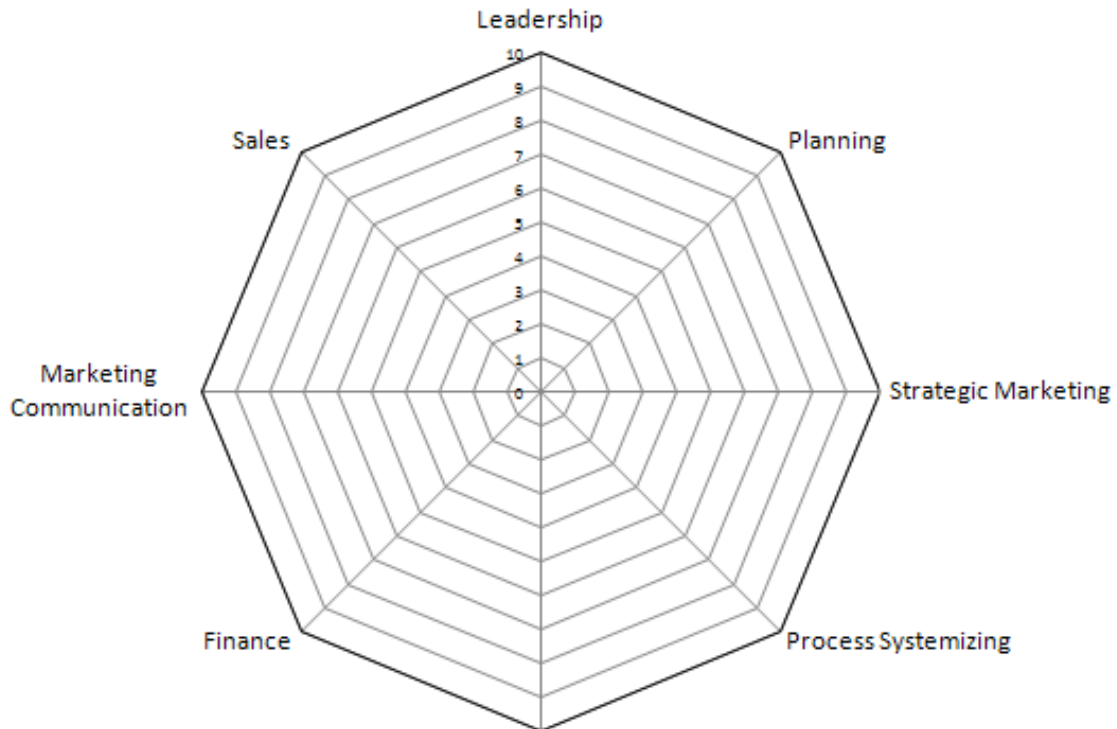 Leadership
10
9
8
7
6
5
4
3
2
1
0
Sales
Planning
Marketing
Communication
Strategic Marketing
Finance
Process Systemizing